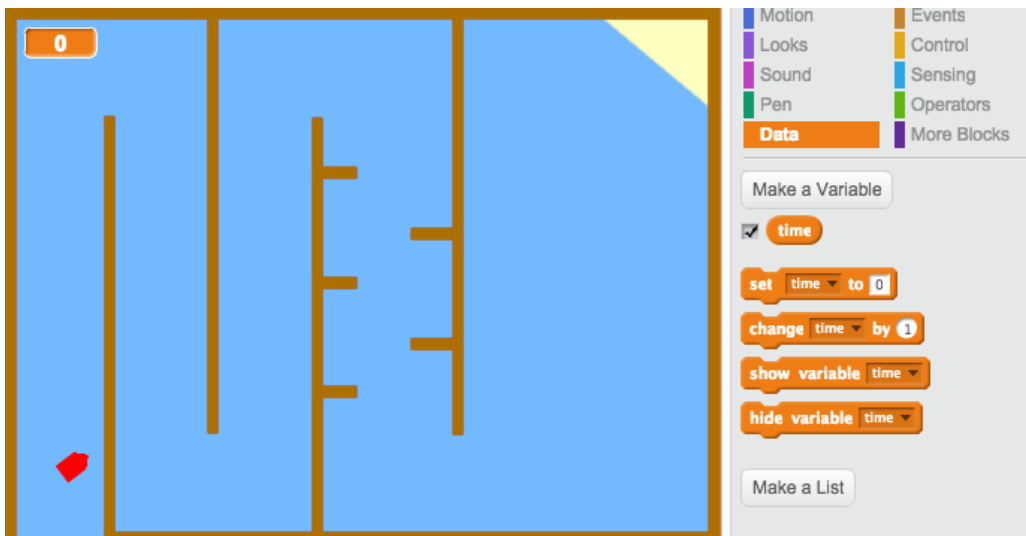 0
Motion Events
Looks Control
Sound Sensing
Pen Operators
Data More Blocks
Make a Variable
time
set time to 0
change time by 1
show variable time
hide variable time
Make a List